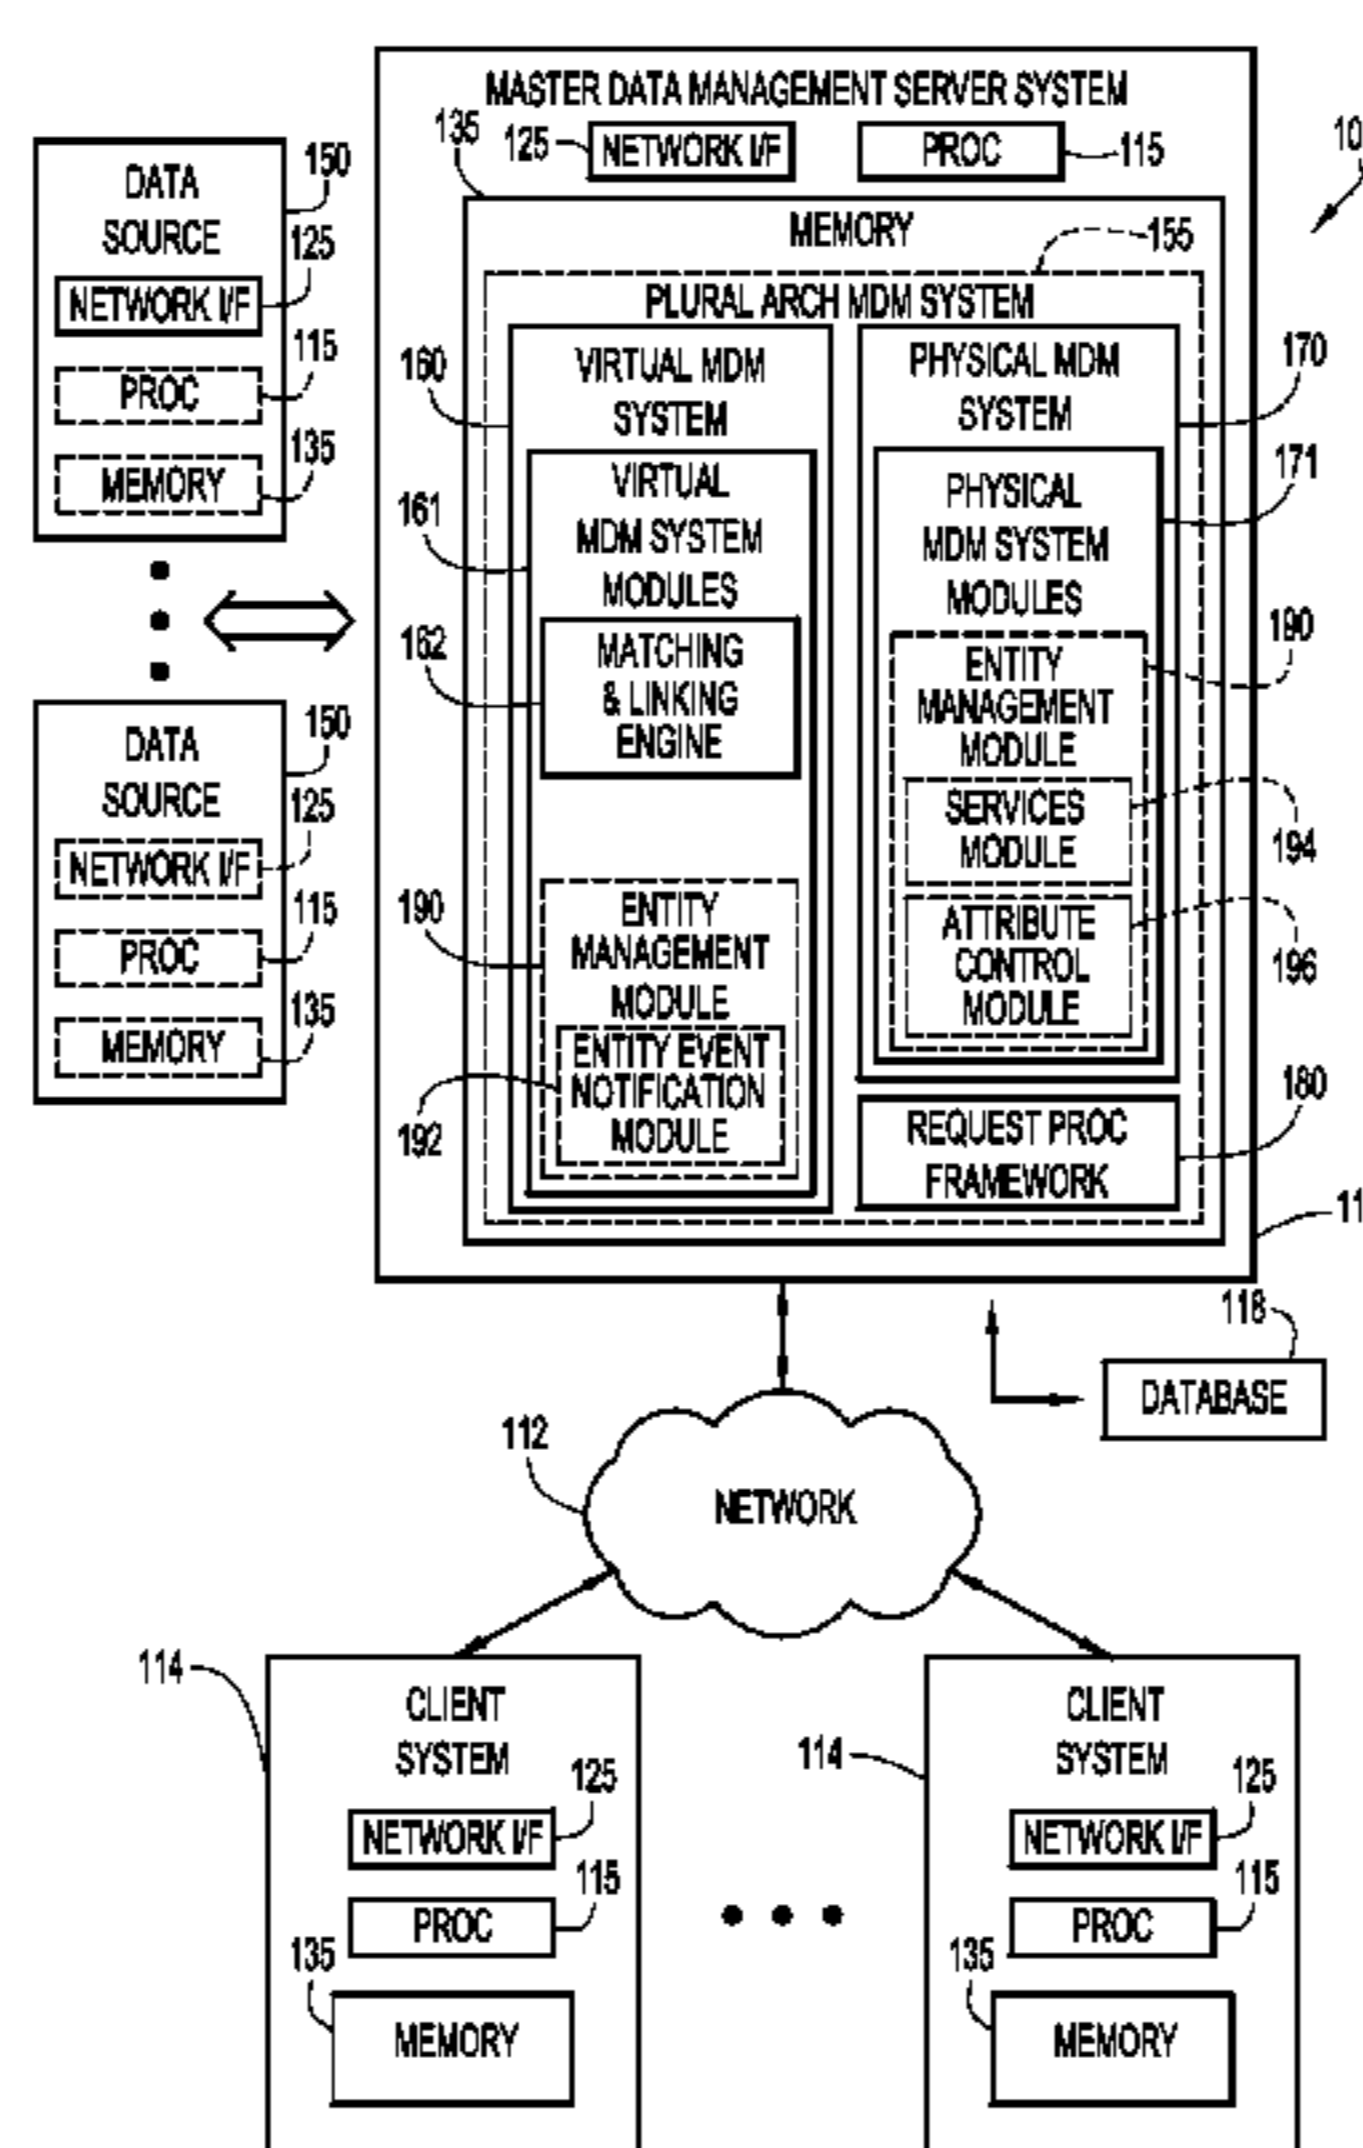 MASTER DATA MANAGEMENT SERVER SYSTEM
135
125
NETWORK I/F
PROC
115
10
MEMORY
155
PLURAL ARCH MDM SYSTEM
160
VIRTUAL MDM
SYSTEM
161
VIRTUAL
MDM SYSTEM
MODULES
162
MATCHING
& LINKING
ENGINE
190
ENTITY
MANAGEMENT
MODULE
192
ENTITY EVENT
NOTIFICATION
MODULE
PHYSICAL MDM
SYSTEM
170
PHYSICAL
MDM SYSTEM
MODULES
171
ENTITY
MANAGEMENT
MODULE
190
SERVICES
MODULE
194
ATTRIBUTE
CONTROL
MODULE
196
REQUEST PROC
FRAMEWORK
180
11
DATA
SOURCE
150
NETWORK I/F
125
PROC
115
MEMORY
135
DATA
SOURCE
150
NETWORK I/F
125
PROC
115
MEMORY
135
118
DATABASE
112
NETWORK
114
CLIENT
SYSTEM
NETWORK I/F
125
PROC
115
135
MEMORY
114
CLIENT
SYSTEM
NETWORK I/F
125
PROC
115
135
MEMORY